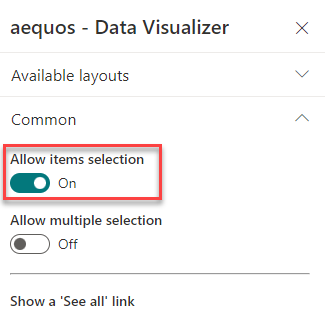 aequos - Data Visualizer
Available layouts
Common
Allow items selection
On
Allow multiple selection
Off
Show a 'See all' link